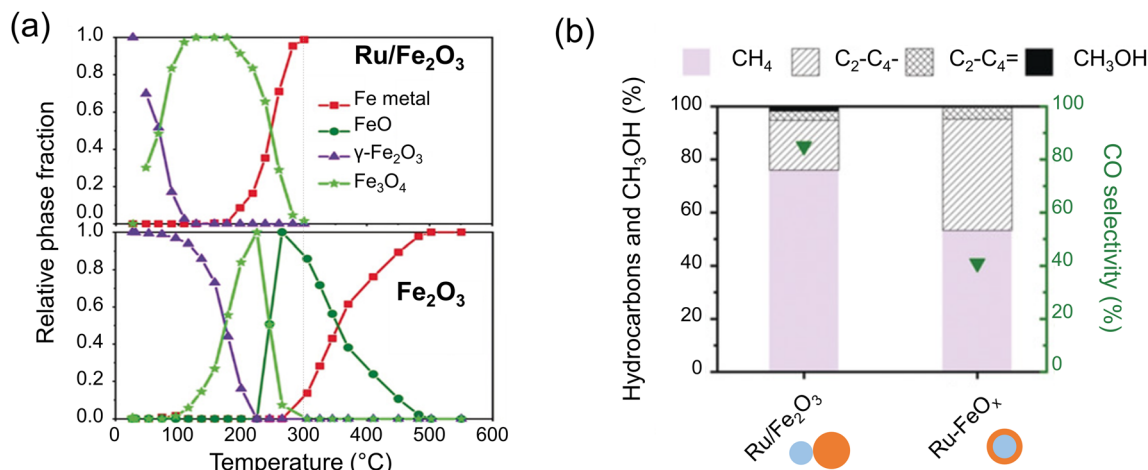 (a)
Relative phase fraction
1.0
0.8
0.6
0.4
0.2
0.0
Ru/Fe₂O₃
Fe metal
FeO
γ-Fe₂O₃
Fe₃O₄
1.0
0.8
0.6
0.4
0.2
0.0
Fe₂O₃
0
100
200
300
400
500
600
Temperature (°C)
(b)
CH₄
C₂-C₄-
C₂-C₄=
CH₃OH
Hydrocarbons and CH₃OH (%)
100
80
60
40
20
0
100
80
60
40
20
0
CO selectivity (%)
Ru/Fe₂O₃
Ru-FeOₓ